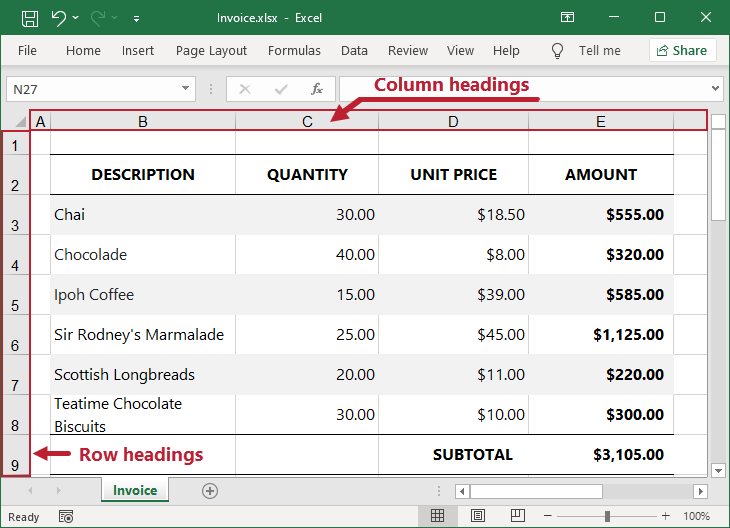 Invoice.xlsx - Excel
File Home Insert Page Layout Formulas Data Review View Help Tell me Share
N27 fx
Column headings
A B C D E
1
2 DESCRIPTION QUANTITY UNIT PRICE AMOUNT
3 Chai 30.00 $18.50 $555.00
4 Chocolade 40.00 $8.00 $320.00
5 Ipoh Coffee 15.00 $39.00 $585.00
6 Sir Rodney's Marmalade 25.00 $45.00 $1,125.00
7 Scottish Longbreads 20.00 $11.00 $220.00
8 Teatime Chocolate 30.00 $10.00 $300.00
Biscuits
9 Row headings SUBTOTAL $3,105.00
Invoice
Ready 100%